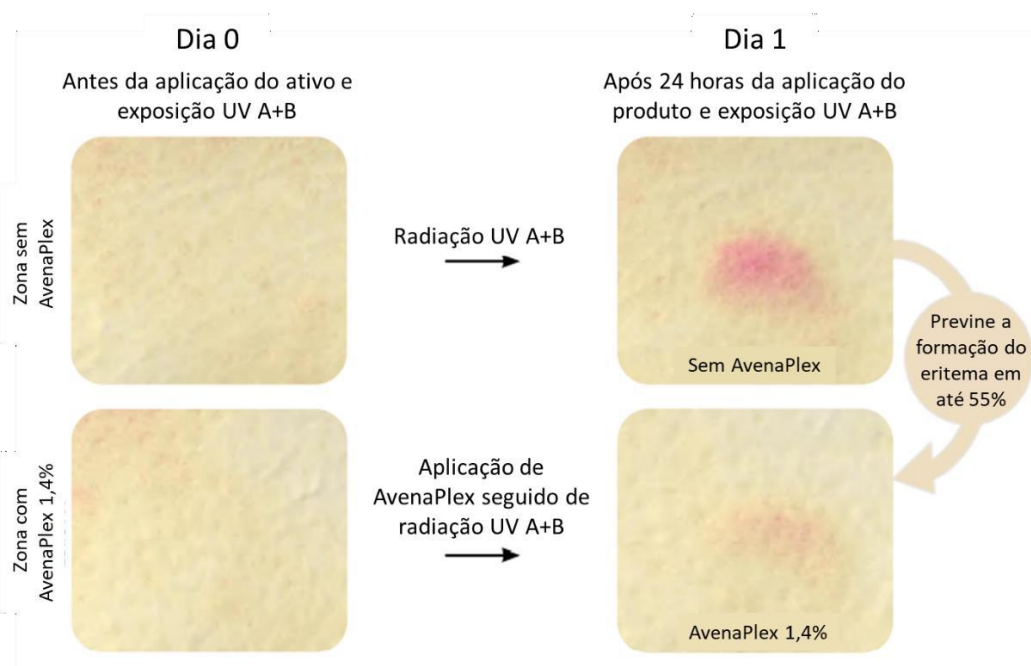 Dia 0
Antes da aplicação do ativo e
exposição UV A+B
Dia 1
Após 24 horas da aplicação do
produto e exposição UV A+B
Zona sem
AvenaPlex
Radiação UV A+B
Sem AvenaPlex
Previne a
formação do
eritema em
até 55%
Zona com
AvenaPlex 1,4%
Aplicação de
AvenaPlex seguido de
radiação UV A+B
AvenaPlex 1,4%